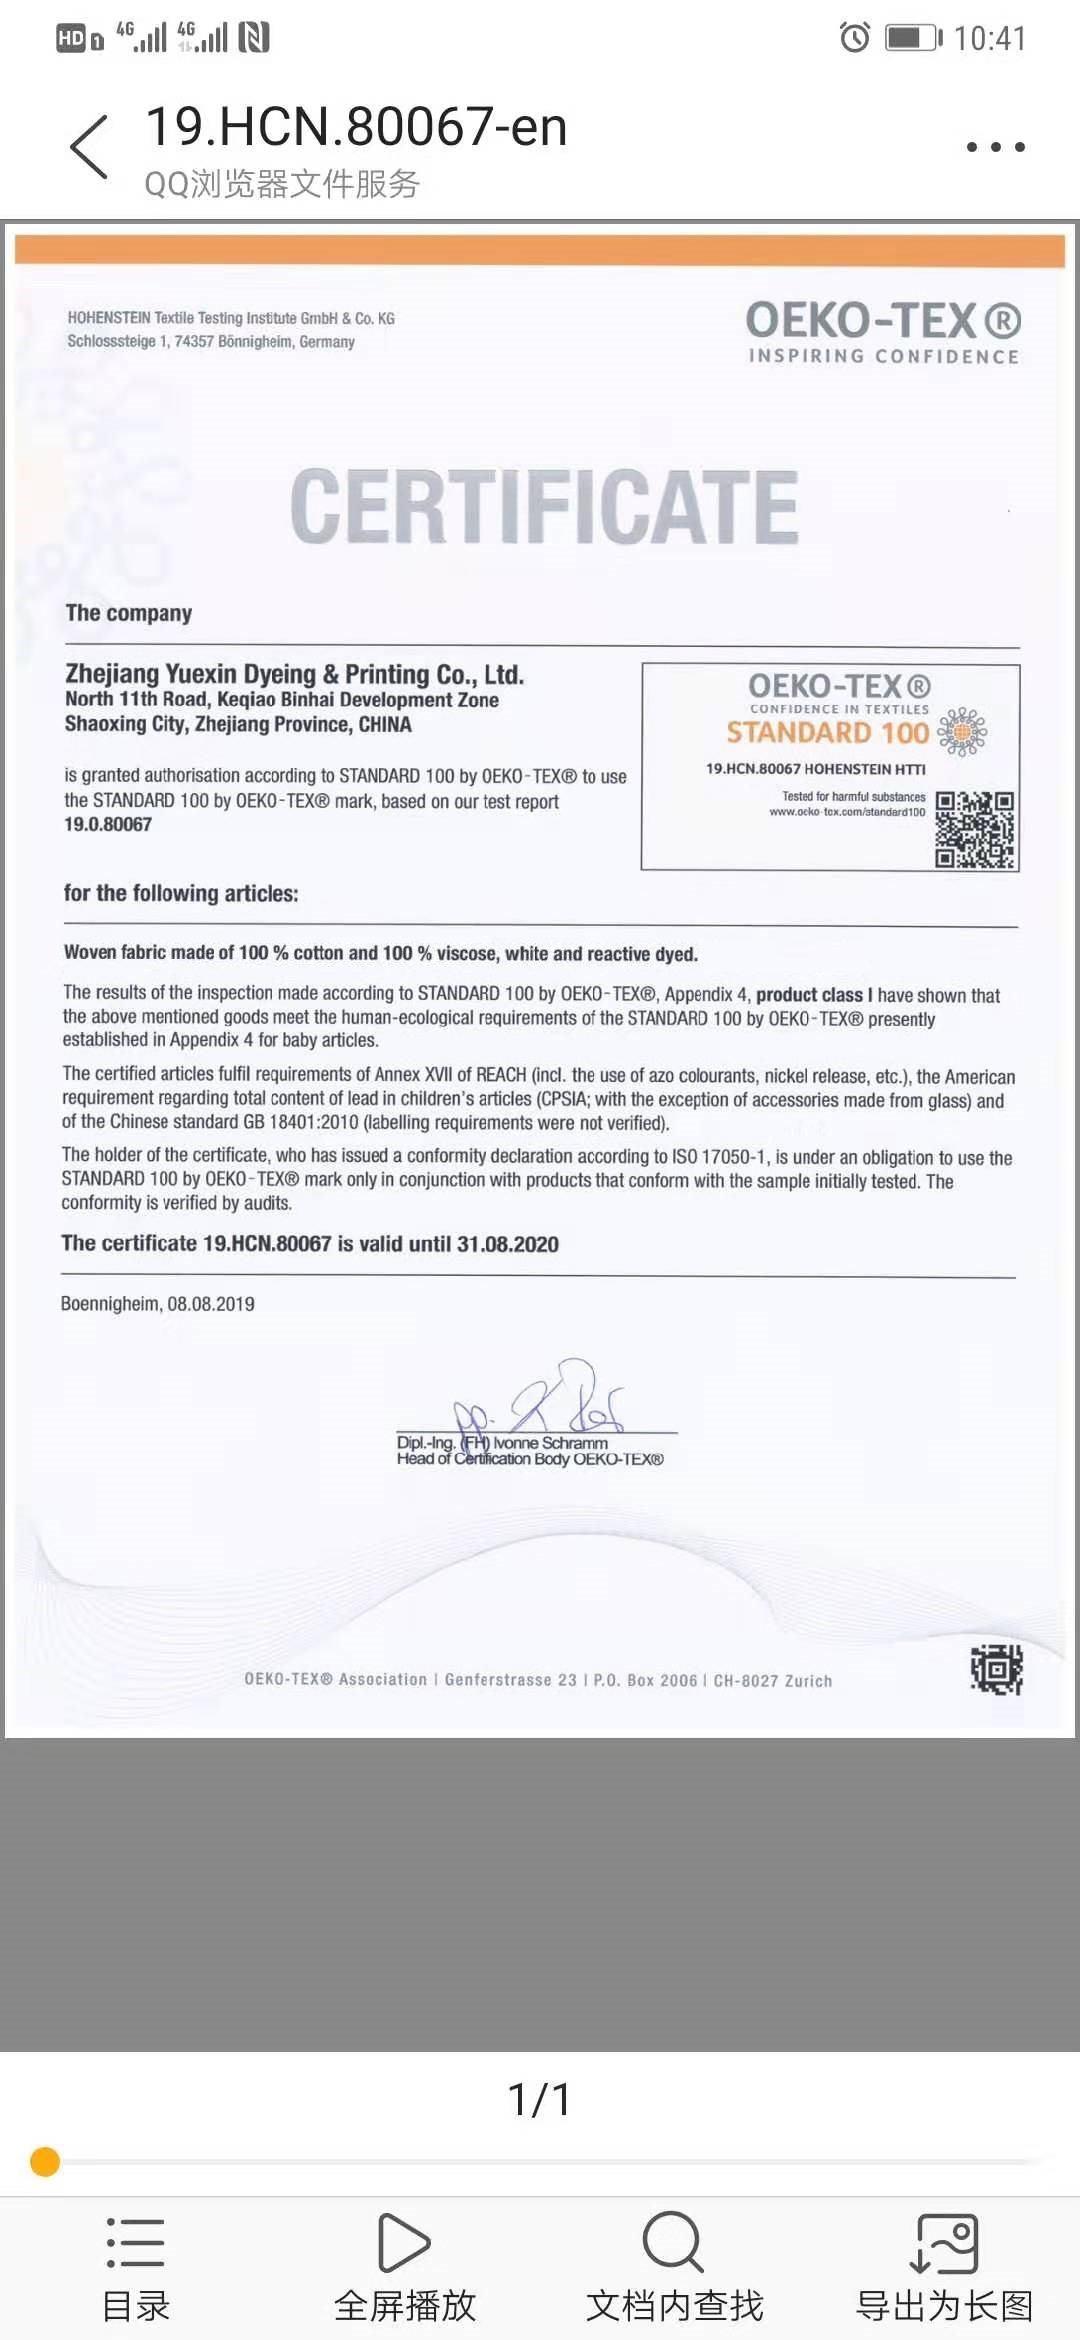 HD 1 4G 4G 10:41
19.HCN.80067-en
QQ浏览器文件服务
HOHENSTEIN Textile Testing Institute GmbH & Co. KG
Schlosssteige 1, 74357 Bönnigheim, Germany
OEKO-TEX®
INSPIRING CONFIDENCE
CERTIFICATE
The company
Zhejiang Yuexin Dyeing & Printing Co., Ltd.
North 11th Road, Keqiao Binhai Development Zone
Shaoxing City, Zhejiang Province, CHINA
is granted authorisation according to STANDARD 100 by OEKO-TEX® to use
the STANDARD 100 by OEKO-TEX® mark, based on our test report
19.0.80067
OEKO-TEX®
CONFIDENCE IN TEXTILES
STANDARD 100
19.HCN.80067 HOHENSTEIN HTTI
Tested for harmful substances
www.oeko-tex.com/standard100
for the following articles:
Woven fabric made of 100 % cotton and 100 % viscose, white and reactive dyed.
The results of the inspection made according to STANDARD 100 by OEKO-TEX®, Appendix 4, product class I have shown that
the above mentioned goods meet the human-ecological requirements of the STANDARD 100 by OEKO-TEX® presently
established in Appendix 4 for baby articles.
The certified articles fulfil requirements of Annex XVII of REACH (incl. the use of azo colourants, nickel release, etc.), the American
requirement regarding total content of lead in children's articles (CPSIA; with the exception of accessories made from glass) and
of the Chinese standard GB 18401:2010 (labelling requirements were not verified).
The holder of the certificate, who has issued a conformity declaration according to ISO 17050-1, is under an obligation to use the
STANDARD 100 by OEKO-TEX® mark only in conjunction with products that conform with the sample initially tested. The
conformity is verified by audits.
The certificate 19.HCN.80067 is valid until 31.08.2020
Boennigheim, 08.08.2019
Dipl.-Ing. (FH) Ivonne Schramm
Head of Certification Body OEKO-TEX®
OEKO-TEX® Association | Genferstrasse 23 | P.O. Box 2006 | CH-8027 Zurich
1/1
目录
全屏播放
文档内查找
导出为长图